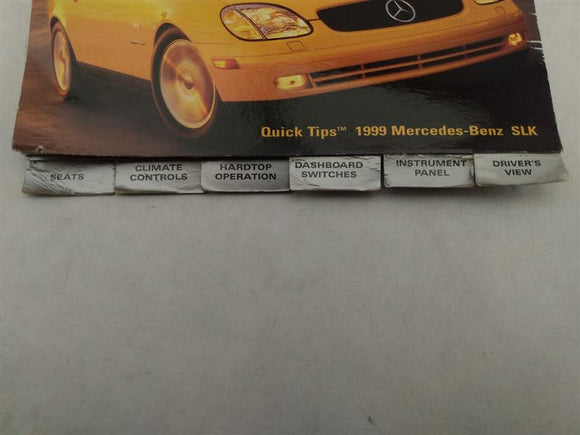 Quick Tips™ 1999 Mercedes-Benz SLK
SEATS
CLIMATE
CONTROLS
HARDTOP
OPERATION
DASHBOARD
SWITCHES
INSTRUMENT
PANEL
DRIVER'S
VIEW